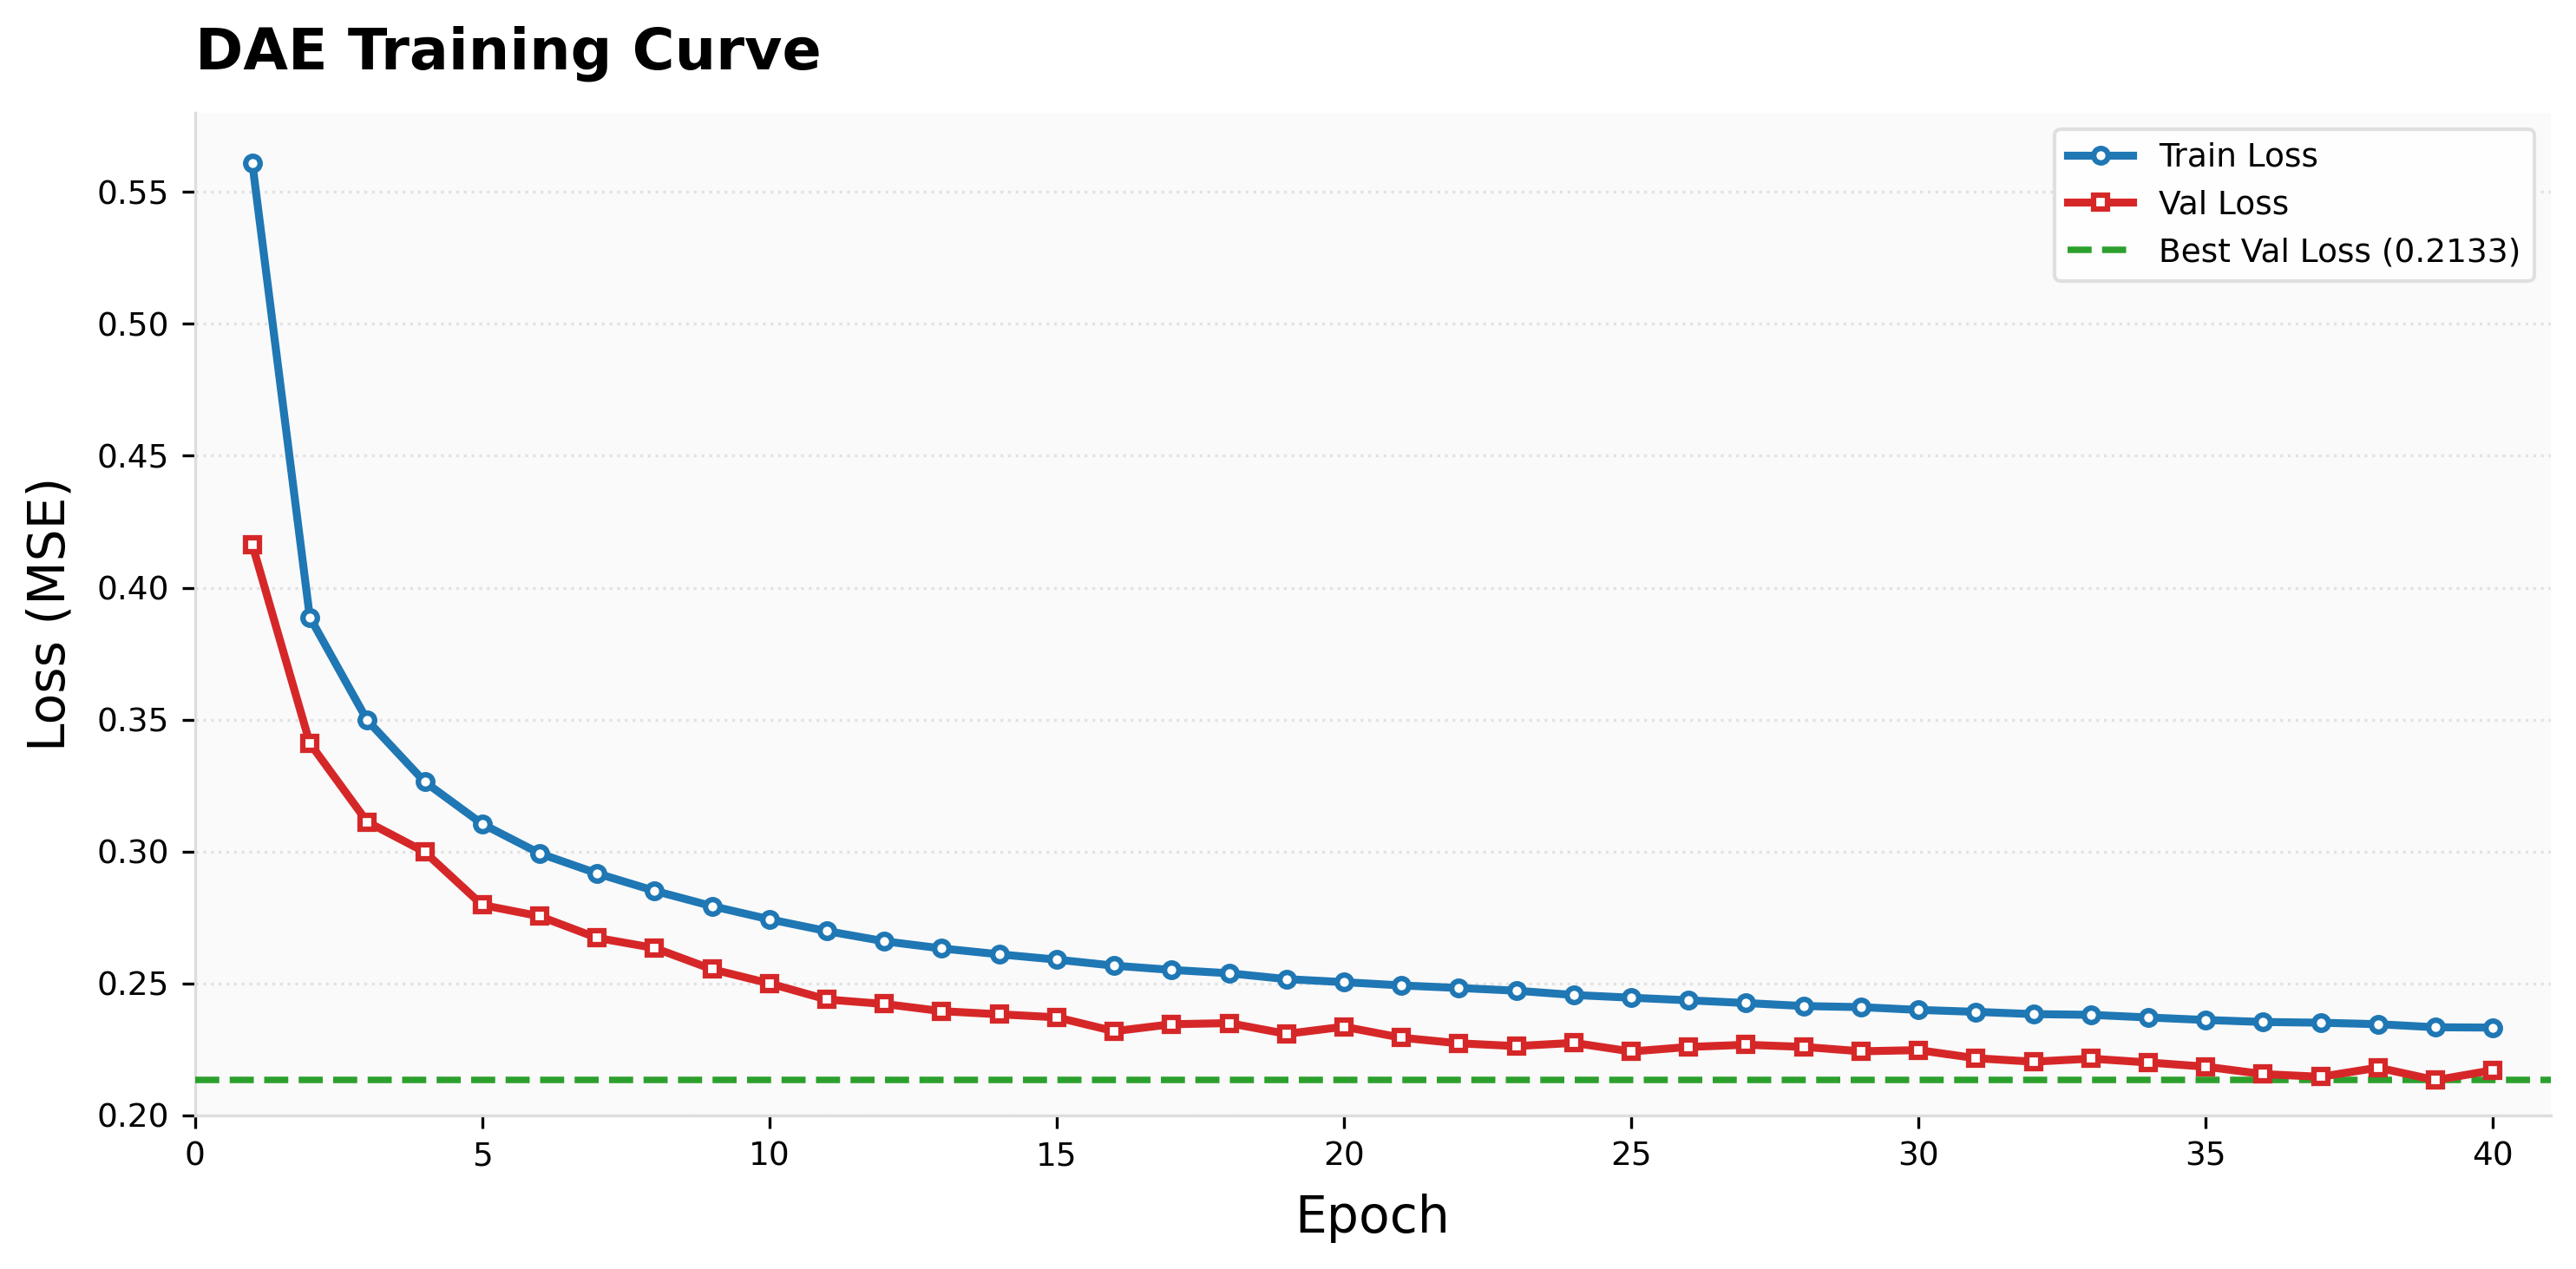 DAE Training Curve
Train Loss
Val Loss
Best Val Loss (0.2133)
Loss (MSE)
0.55
0.50
0.45
0.40
0.35
0.30
0.25
0.20
0 5 10 15 20 25 30 35 40
Epoch